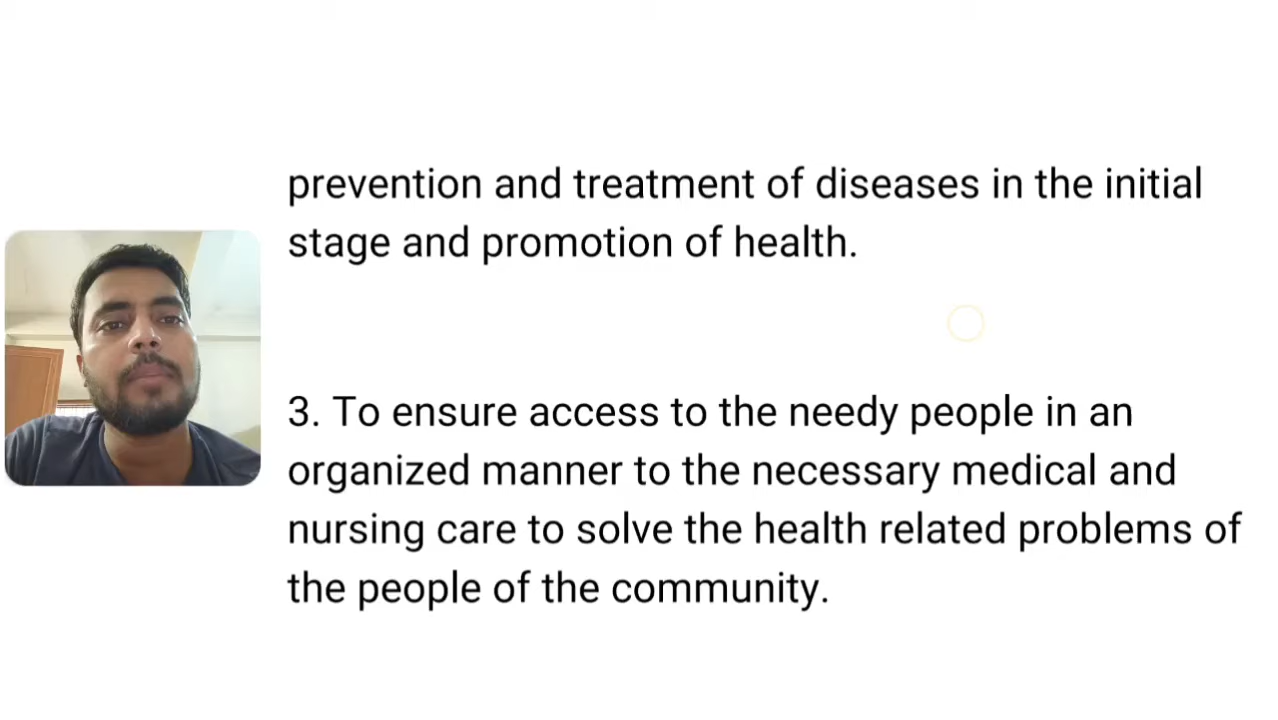 prevention and treatment of diseases in the initial
stage and promotion of health.
3. To ensure access to the needy people in an
organized manner to the necessary medical and
nursing care to solve the health related problems of
the people of the community.